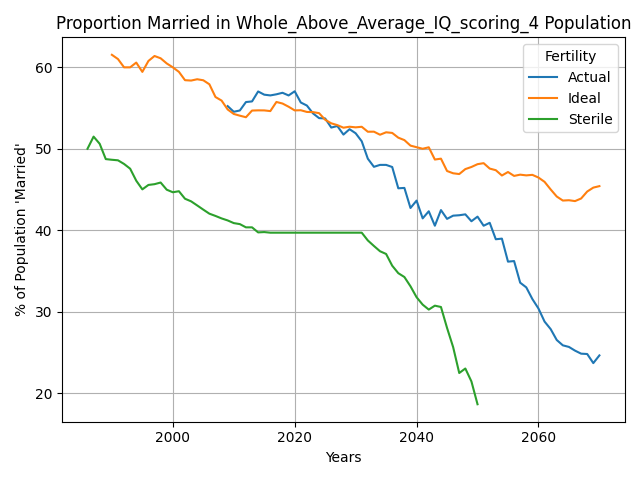 Proportion Married in Whole_Above_Average_IQ_scoring_4 Population
Fertility
Actual
Ideal
Sterile
% of Population 'Married'
60
50
40
30
20
2000
2020
2040
2060
Years